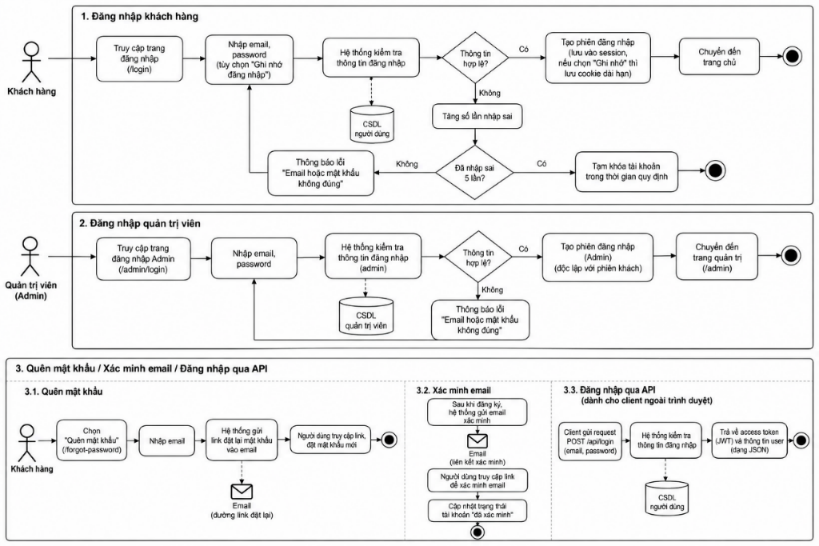 1. Đăng nhập khách hàng
Khách hàng
Truy cập trang
đăng nhập
(/login)
Nhập email,
password
(tùy chọn "Ghi nhớ
đăng nhập")
Hệ thống kiểm tra
thông tin đăng nhập
CSDL
người dùng
Thông tin
hợp lệ?
Có
Tạo phiên đăng nhập
(lưu vào session,
nếu chọn "Ghi nhớ" thì
lưu cookie dài hạn)
Chuyển đến
trang chủ
Không
Tăng số lần nhập sai
Đã nhập sai
5 lần?
Không
Thông báo lỗi
"Email hoặc mật khẩu
không đúng"
Có
Tạm khóa tài khoản
trong thời gian quy định
2. Đăng nhập quản trị viên
Quản trị viên
(Admin)
Truy cập trang
đăng nhập Admin
(/admin/login)
Nhập email,
password
Hệ thống kiểm tra
thông tin đăng nhập
(admin)
CSDL
quản trị viên
Thông tin
hợp lệ?
Có
Tạo phiên đăng nhập
(Admin)
(độc lập với phiên khách)
Chuyển đến
trang quản trị
(/admin)
Không
Thông báo lỗi
"Email hoặc mật khẩu
không đúng"
3. Quên mật khẩu / Xác minh email / Đăng nhập qua API
3.1. Quên mật khẩu
Khách hàng
Chọn
"Quên mật khẩu"
(/forgot-password)
Nhập email
Hệ thống gửi
link đặt lại mật khẩu
vào email
Email
(đường link đặt lại)
Người dùng truy cập link,
đặt mật khẩu mới
3.2. Xác minh email
Sau khi đăng ký,
hệ thống gửi email
xác minh
Email
(liên kết xác minh)
Người dùng truy cập link
để xác minh email
Cập nhật trạng thái
tài khoản "đã xác minh"
3.3. Đăng nhập qua API
(dành cho client ngoài trình duyệt)
Client gửi request
POST /api/login
(email, password)
Hệ thống kiểm tra
thông tin đăng nhập
CSDL
người dùng
Trả về access token
(JWT) và thông tin user
(dạng JSON)